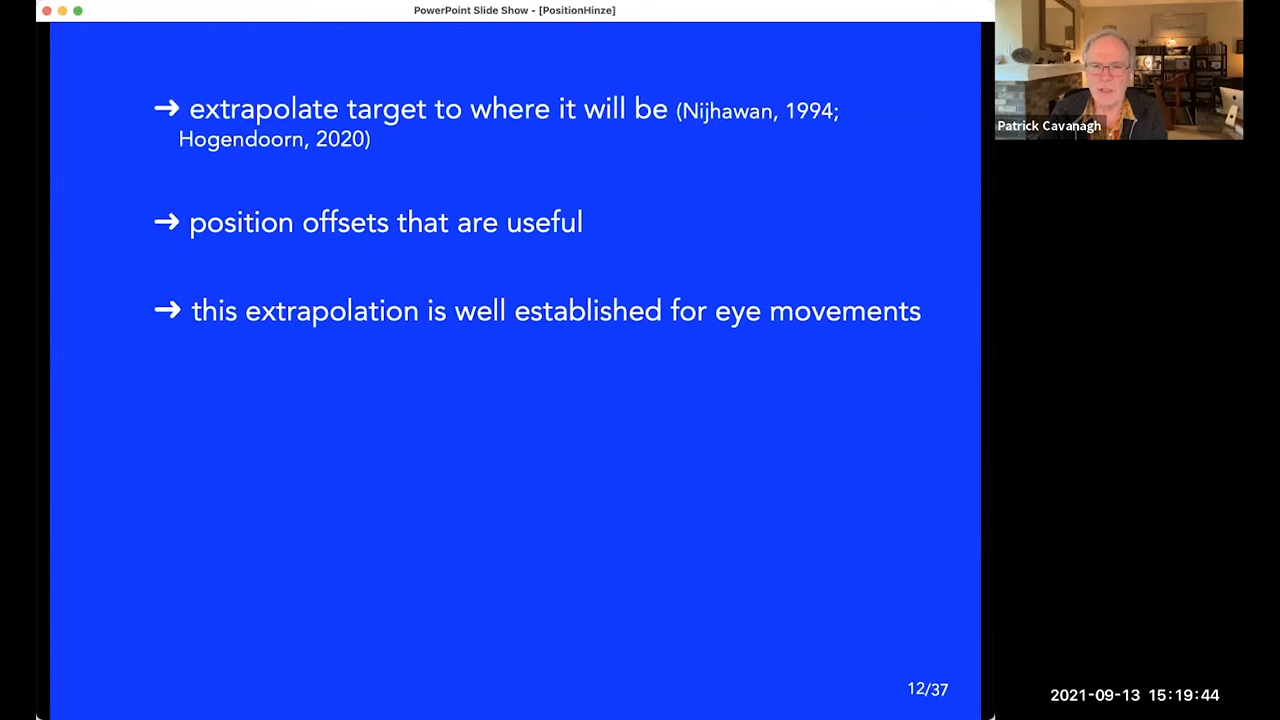 PowerPoint Slide Show - [PositionHinze]
➔ extrapolate target to where it will be (Nijhawan, 1994;
Hogendoorn, 2020)
➔ position offsets that are useful
➔ this extrapolation is well established for eye movements
12/37
Patrick Cavanagh
2021-09-13 15:19:44